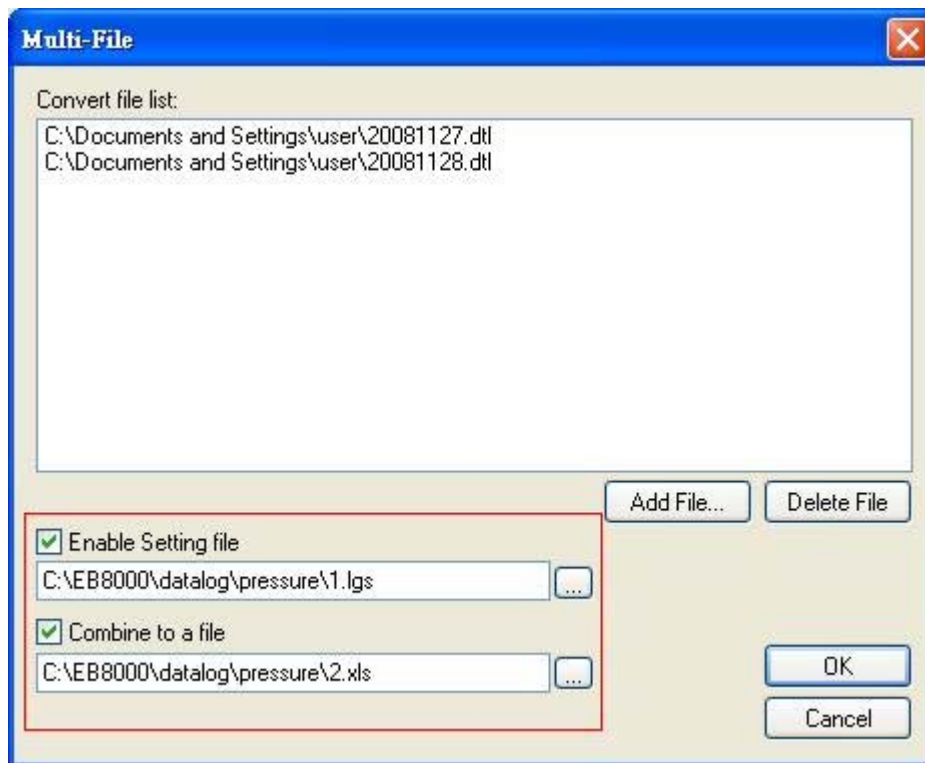 Multi-File
Convert file list:
C:\Documents and Settings\user\20081127.dtl
C:\Documents and Settings\user\20081128.dtl
Add File...
Delete File
Enable Setting file
C:\EB8000\datalog\pressure\1.lgs
...
Combine to a file
C:\EB8000\datalog\pressure\2.xls
...
OK
Cancel